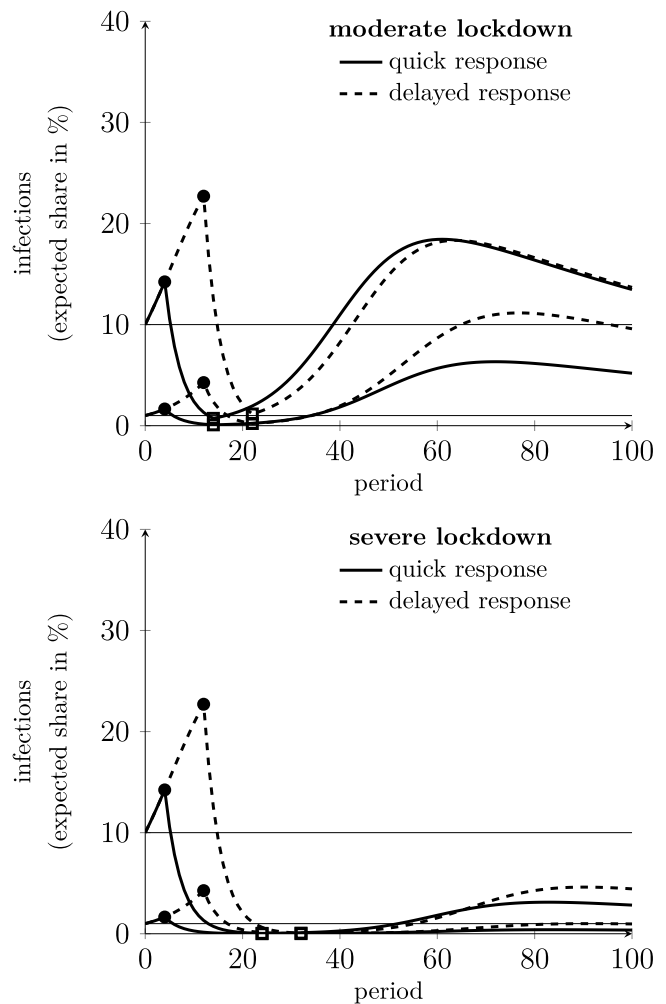 moderate lockdown
quick response
delayed response
40
30
20
10
0
infections
(expected share in %)
0 20 40 60 80 100
period
severe lockdown
quick response
delayed response
40
30
20
10
0
infections
(expected share in %)
0 20 40 60 80 100
period